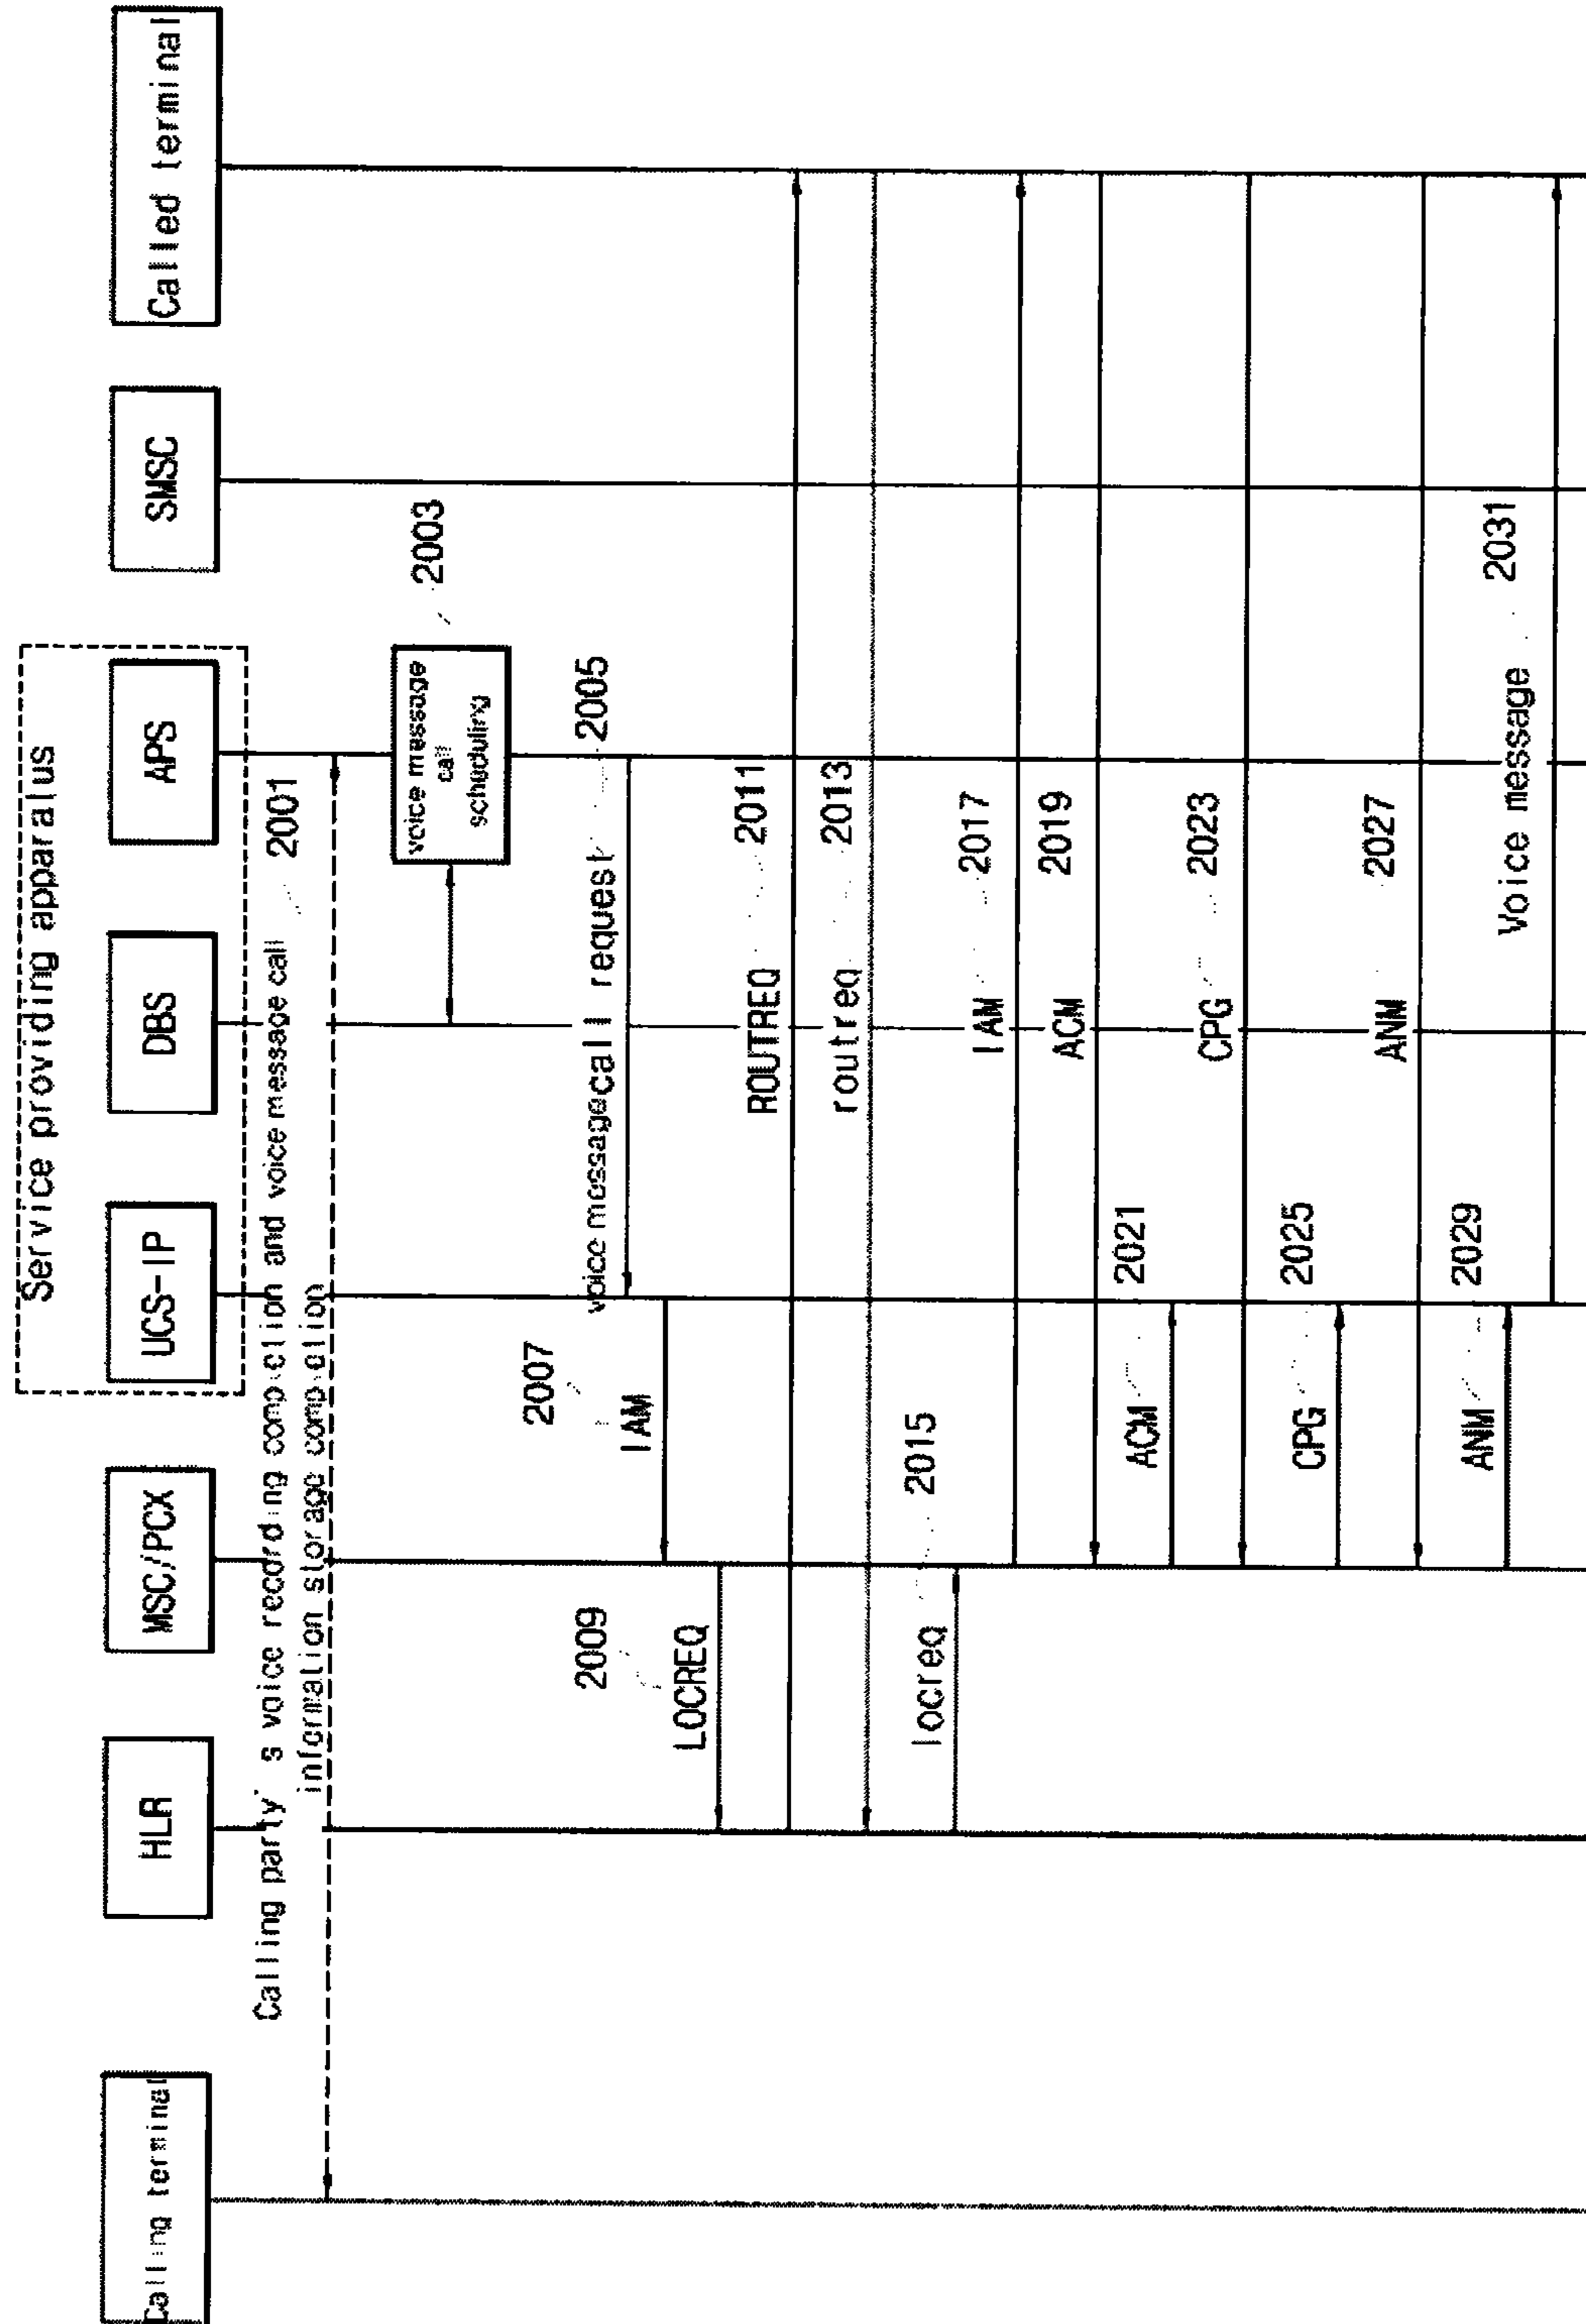 Service providing apparatus
Calling terminal
HLR
MSC/PCX
UCS-IP
DBS
APS
SMSC
Called terminal
Calling party's voice recording completion and voice message call
information storage completion
2001
voice message
call
scheduling
2003
voice message call request
2005
2007
IAM
2009
LOCREQ
ROUTREQ
2011
routreq
2013
2015
locreq
IAM
2017
ACM
2019
ACM
2021
CPG
2023
CPG
2025
ANM
2027
ANM
2029
Voice message
2031